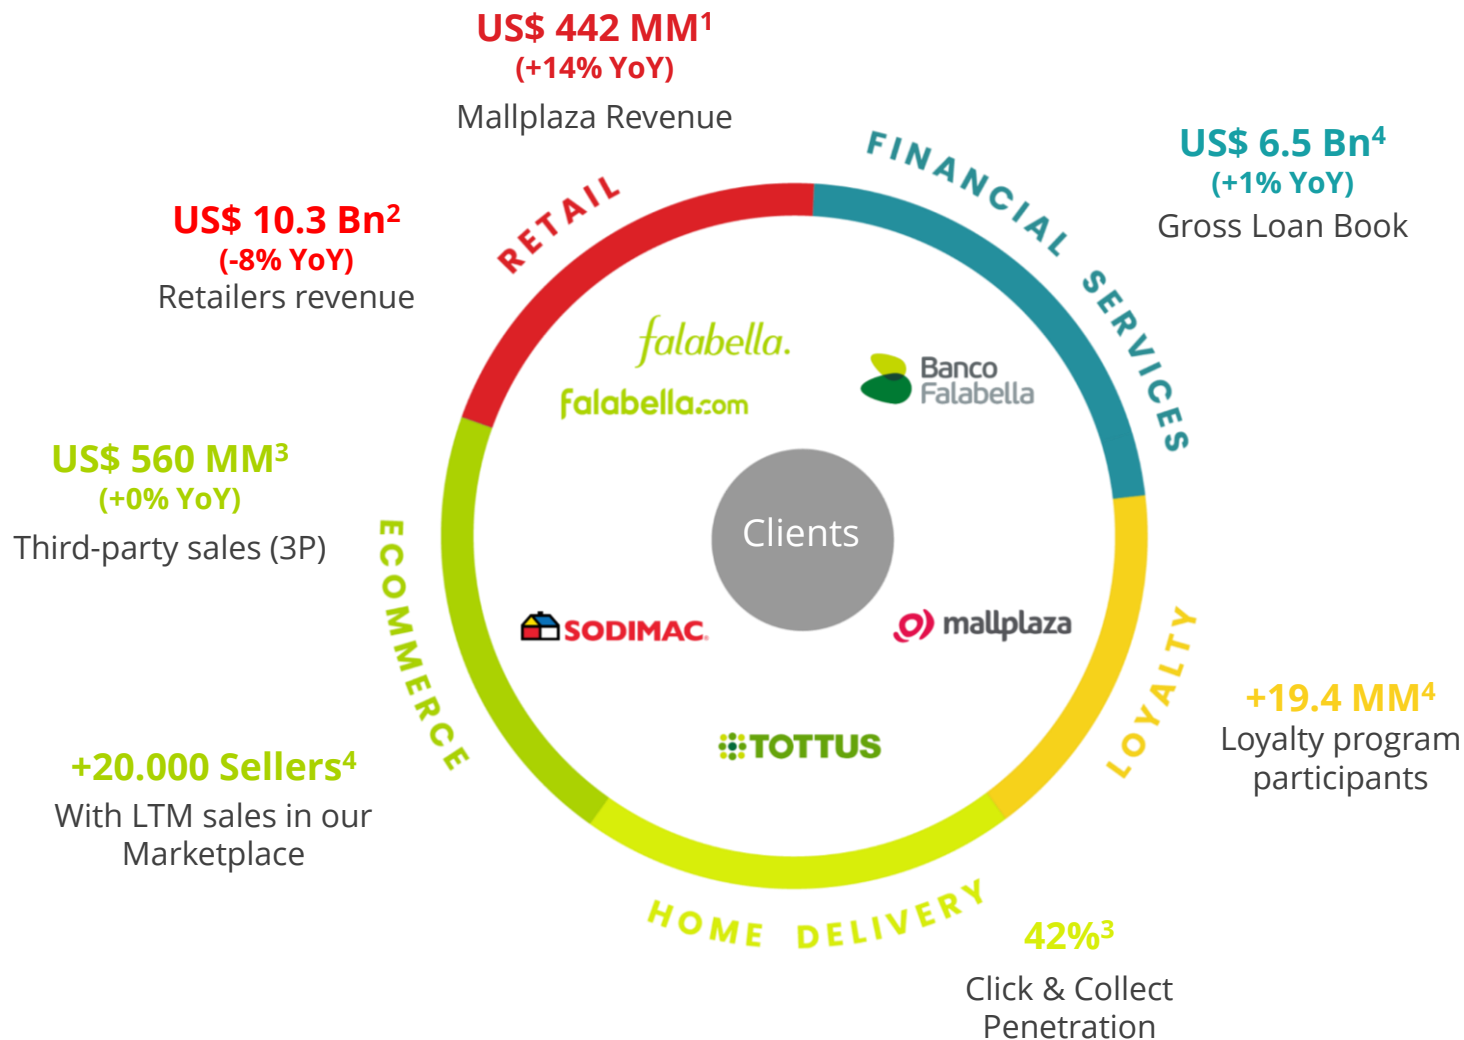 US$ 442 MM¹
(+14% YoY)
Mallplaza Revenue
FINANCIAL SERVICES
US$ 6.5 Bn⁴
(+1% YoY)
Gross Loan Book
RETAIL
US$ 10.3 Bn²
(-8% YoY)
Retailers revenue
falabella.
falabella.com
Banco
Falabella
US$ 560 MM³
(+0% YoY)
Third-party sales (3P)
Clients
ECOMMERCE
SODIMAC
mallplaza
LOYALTY
+19.4 MM⁴
Loyalty program
participants
TOTTUS
+20.000 Sellers⁴
With LTM sales in our
Marketplace
HOME DELIVERY
42%³
Click & Collect
Penetration